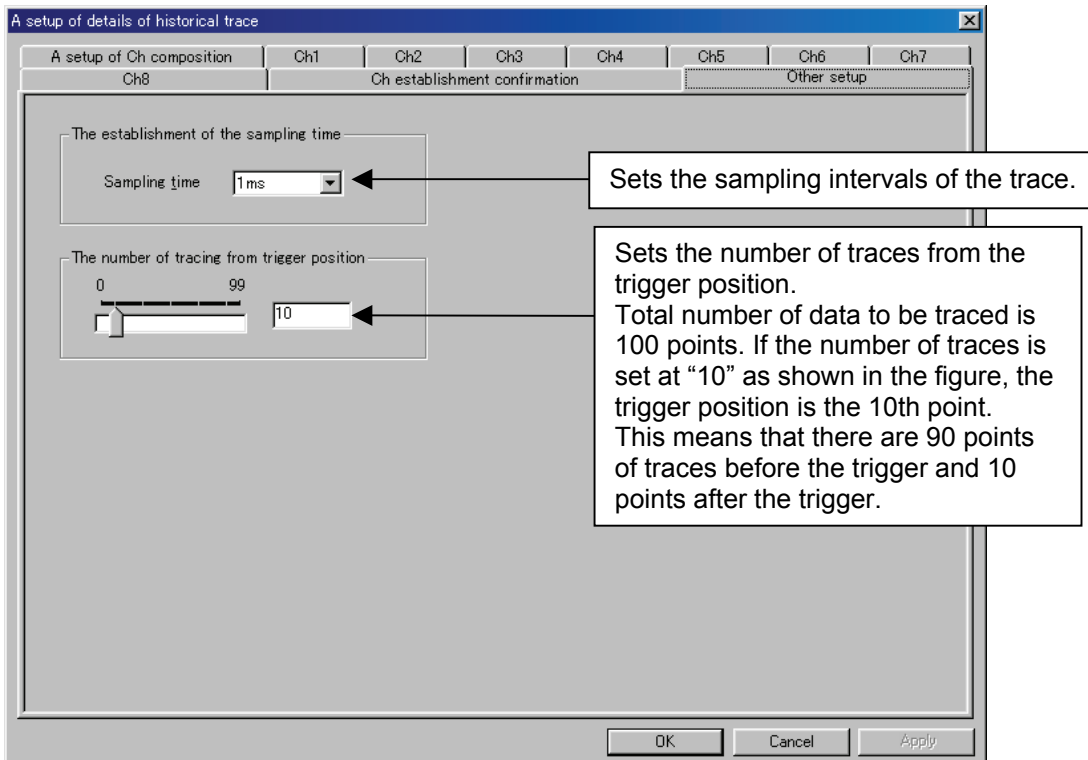 A setup of details of historical trace
A setup of Ch composition Ch1 Ch2 Ch3 Ch4 Ch5 Ch6 Ch7
Ch8 Ch establishment confirmation Other setup
The establishment of the sampling time
Sampling time 1ms
Sets the sampling intervals of the trace.
The number of tracing from trigger position
0 99
10
Sets the number of traces from the
trigger position.
Total number of data to be traced is
100 points. If the number of traces is
set at “10” as shown in the figure, the
trigger position is the 10th point.
This means that there are 90 points
of traces before the trigger and 10
points after the trigger.
OK Cancel Apply